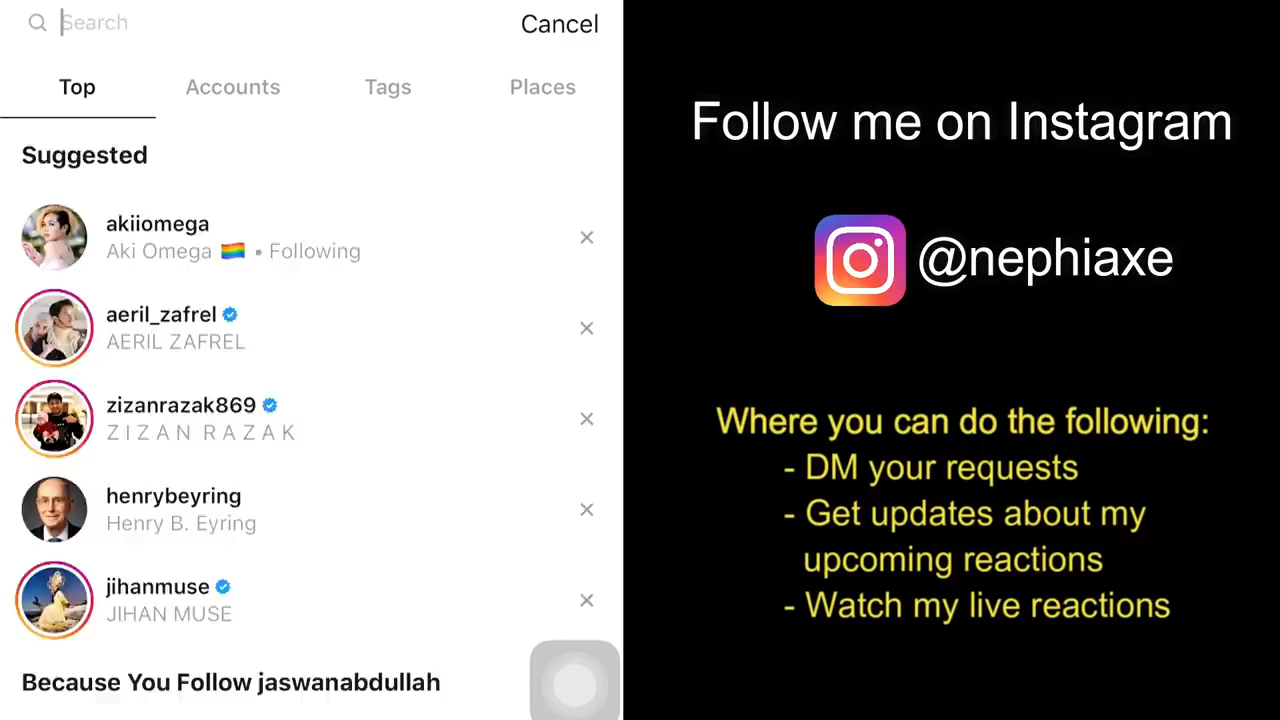 Search
Cancel
Top
Accounts
Tags
Places
Suggested
akiiomega
Aki Omega 🏳️‍🌈 • Following
aeril_zafrel
AERIL ZAFREL
zizanrazak869
Z I Z A N R A Z A K
henrybeyring
Henry B. Eyring
jihanmuse
JIHAN MUSE
Because You Follow jaswanabdullah
Follow me on Instagram
@nephiaxe
Where you can do the following:
- DM your requests
- Get updates about my
upcoming reactions
- Watch my live reactions